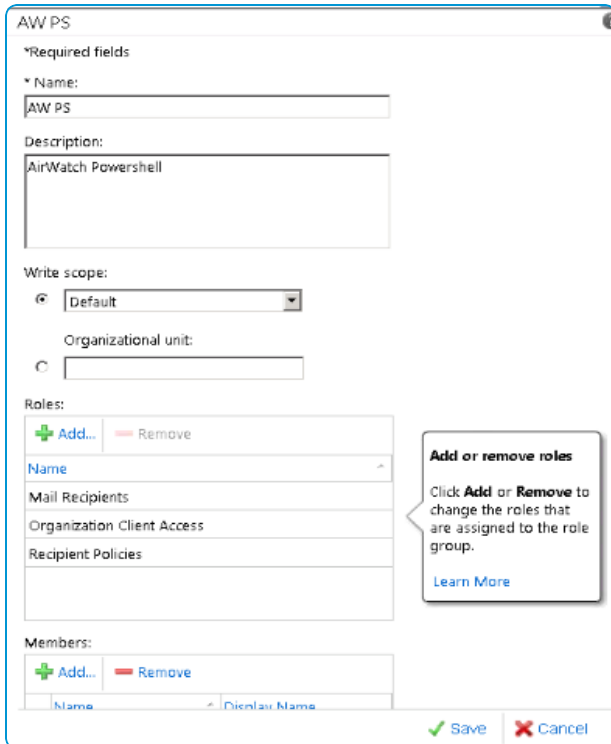 AW PS
*Required fields
* Name:
AW PS
Description:
AirWatch Powershell
Write scope:
Default
Organizational unit:
Roles:
Add... Remove
Name
Mail Recipients
Organization Client Access
Recipient Policies
Add or remove roles
Click Add or Remove to
change the roles that
are assigned to the role
group.
Learn More
Members:
Add... Remove
Name Display Name
Save Cancel